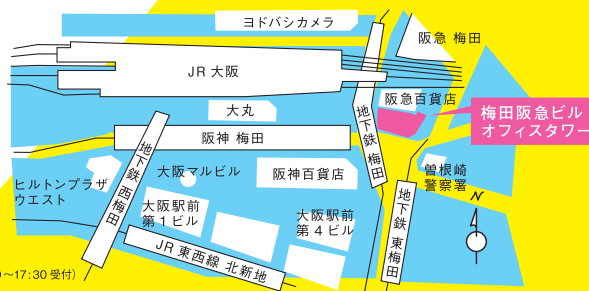 ヨドバシカメラ
阪急 梅田
JR 大阪
阪急百貨店
大丸
梅田阪急ビル
オフィスタワー
阪神 梅田
地下鉄 梅田
地下鉄 西梅田
大阪マルビル
阪神百貨店
曽根崎
警察署
ヒルトンプラザ
ウエスト
大阪駅前
第1ビル
大阪駅前
第4ビル
地下鉄 東梅田
N
JR 東西線 北新地
〜17:30 受付)